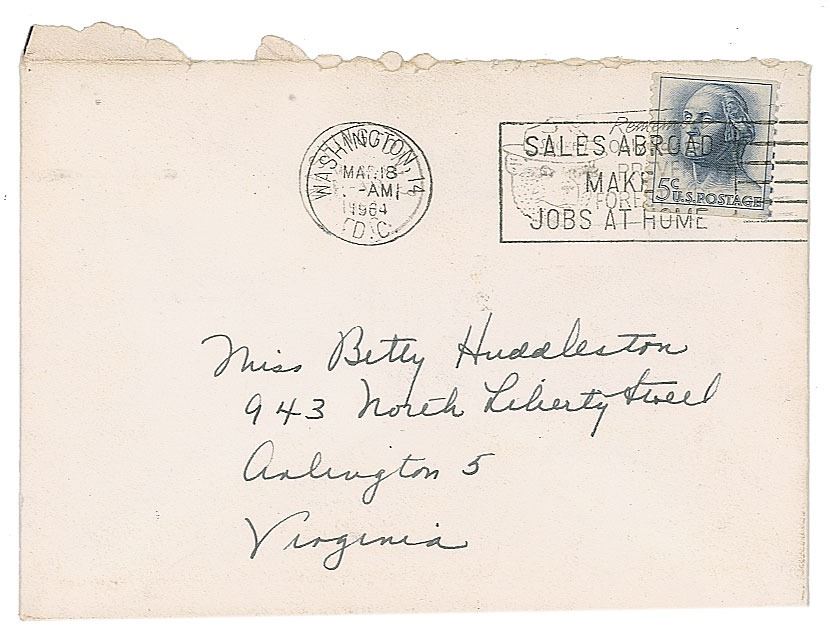 WASHINGTON, 14
MAR 18
AM
1964
D.C.
Remember
SALES ABROAD
MAKE
JOBS AT HOME
5c
U.S. POSTAGE
Miss Betty Huddleston
943 North Liberty Street
Arlington 5
Virginia